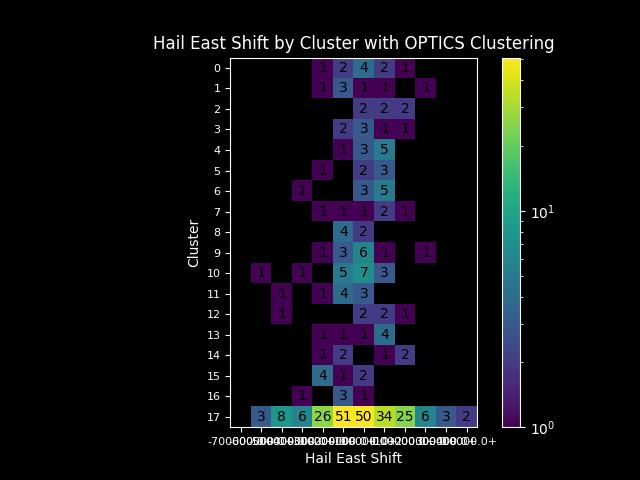 Hail East Shift by Cluster with OPTICS Clustering
0 1 2 4 2 1
1 1 3 1 1 1
2 2 2 2
3 2 3 1 1
4 1 3 5
5 1 2 3
6 1 3 5
7 1 1 1 2 1
8 4 2
9 1 3 6 1 1
10 1 1 5 7 3
11 1 1 4 3
12 1 2 2 1
13 1 1 1 4
14 1 2 1 2
15 4 1 2
16 1 3 1
17 3 8 6 26 51 50 34 25 6 3 2
Cluster
Hail East Shift
10¹
10⁰